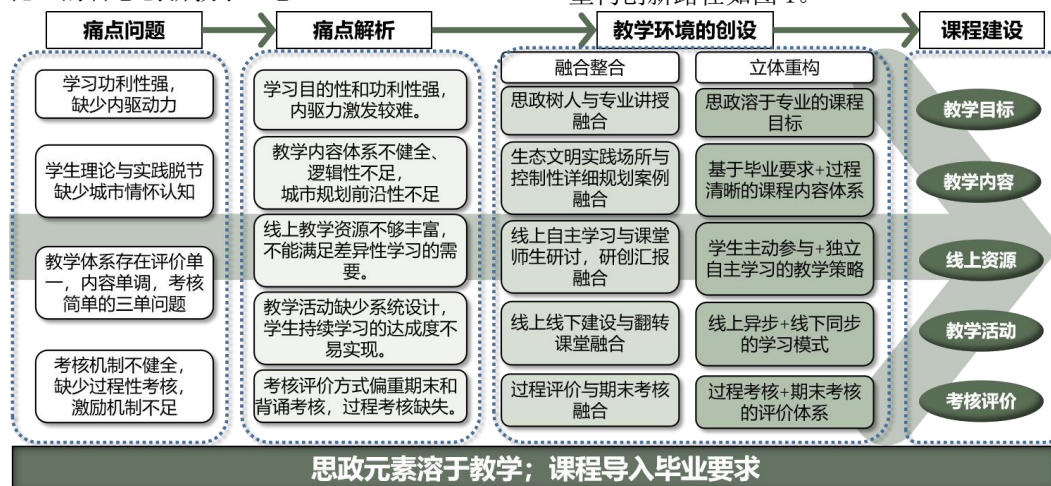 重构创新路径如图1。
痛点问题
痛点解析
教学环境的创设
课程建设
学习功利性强，
缺少内驱动力
学生理论与实践脱节
缺少城市情怀认知
教学体系存在评价单
一，内容单调，考核
简单的三单问题
考核机制不健全，
缺少过程性考核，
激励机制不足
学习目的性和功利性强，
内驱力激发较难。
教学内容体系不健全、
逻辑性不足，
城市规划前沿性不足
线上教学资源不够丰富，
不能满足差异性学习的需
要。
教学活动缺少系统设计，
学生持续学习的达成度不
易实现。
考核评价方式偏重期末和
背诵考核，过程考核缺失。
融合整合
思政树人与专业讲授
融合
生态文明实践场所与
控制性详细规划案例
融合
线上自主学习与课堂
师生研讨，研创汇报
融合
线上线下建设与翻转
课堂融合
过程评价与期末考核
融合
立体重构
思政溶于专业的课程
目标
基于毕业要求+过程
清晰的课程内容体系
学生主动参与+独立
自主学习的教学策略
线上异步+线下同步
的学习模式
过程考核+期末考核
的评价体系
教学目标
教学内容
线上资源
教学活动
考核评价
思政元素溶于教学；课程导入毕业要求